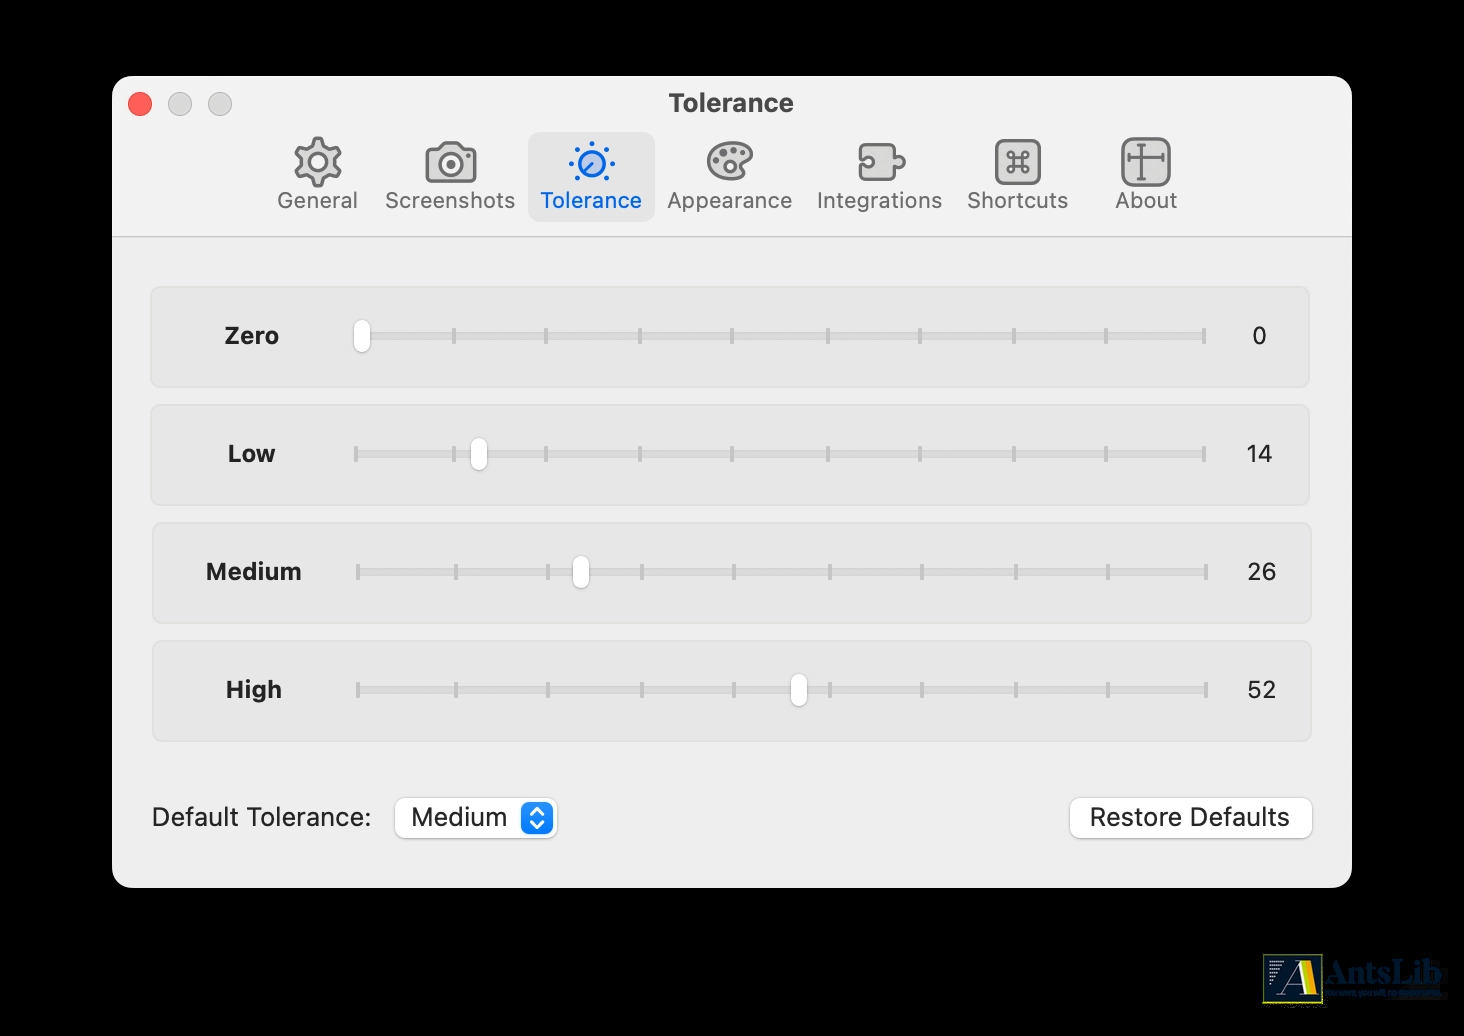 Tolerance
General Screenshots Tolerance Appearance Integrations Shortcuts About
Zero 0
Low 14
Medium 26
High 52
Default Tolerance: Medium Restore Defaults
AntsLib